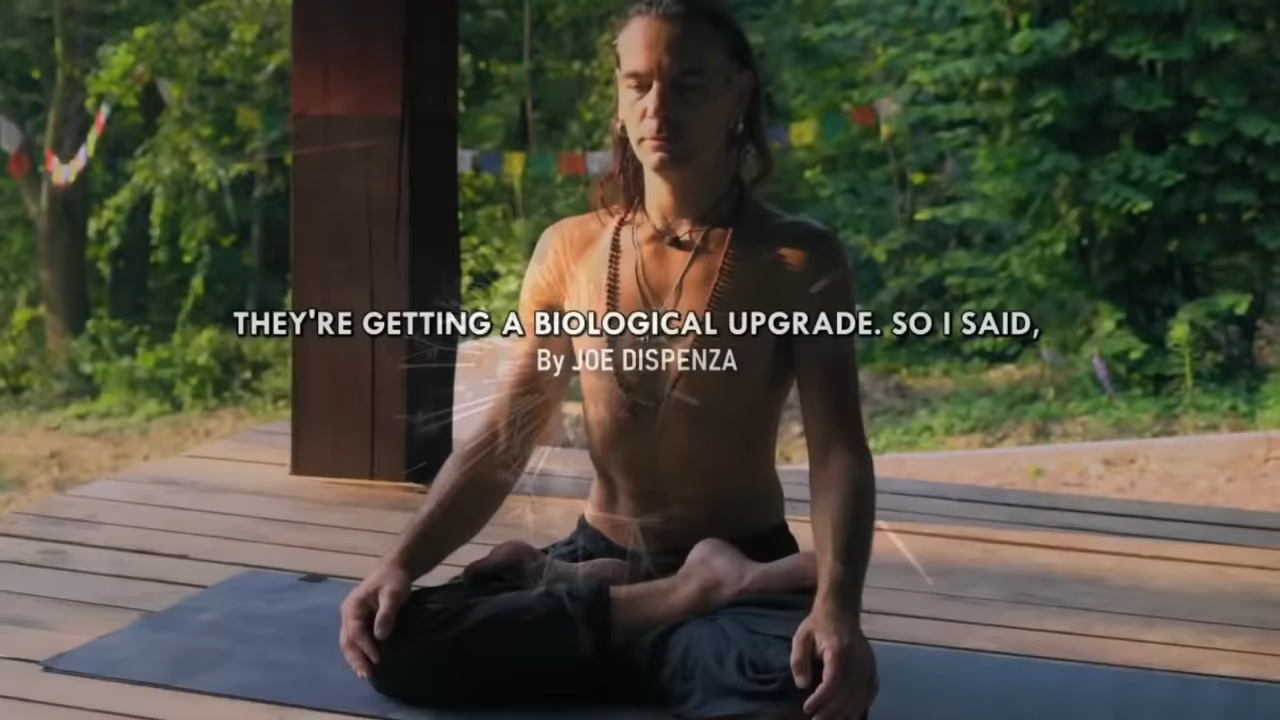 THEY'RE GETTING A BIOLOGICAL UPGRADE. SO I SAID,
By JOE DISPENZA